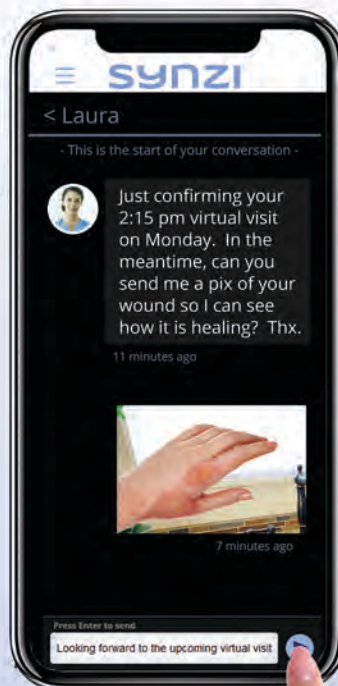 SYNZI
< Laura
- This is the start of your conversation -
Just confirming your
2:15 pm virtual visit
on Monday. In the
meantime, can you
send me a pix of your
wound so I can see
how it is healing? Thx.
11 minutes ago
7 minutes ago
Press Enter to send
Looking forward to the upcoming virtual visit